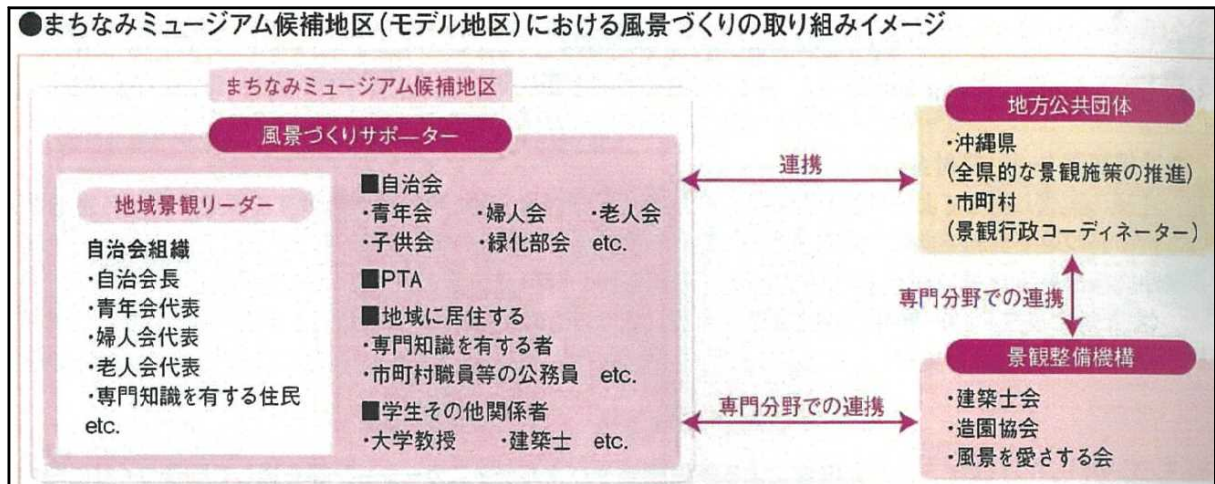 ●まちなみミュージアム候補地区(モデル地区)における風景づくりの取り組みイメージ
まちなみミュージアム候補地区
風景づくりサポーター
地域景観リーダー
自治会組織
・自治会長
・青年会代表
・婦人会代表
・老人会代表
・専門知識を有する住民
etc.
■自治会
・青年会 ・婦人会 ・老人会
・子供会 ・緑化部会 etc.
■PTA
■地域に居住する
・専門知識を有する者
・市町村職員等の公務員 etc.
■学生その他関係者
・大学教授 ・建築士 etc.
連携
専門分野での連携
地方公共団体
・沖縄県
(全県的な景観施策の推進)
・市町村
(景観行政コーディネーター)
専門分野での連携
景観整備機構
・建築士会
・造園協会
・風景を愛さする会